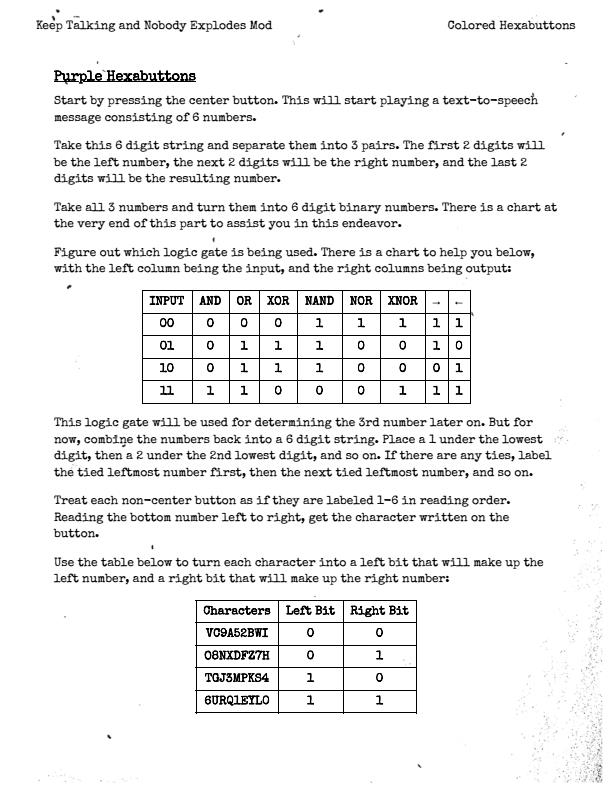 Keep Talking and Nobody Explodes Mod Colored Hexabuttons
Purple Hexabuttons
Start by pressing the center button. This will start playing a text-to-speech
message consisting of 6 numbers.
Take this 6 digit string and separate them into 3 pairs. The first 2 digits will
be the left number, the next 2 digits will be the right number, and the last 2
digits will be the resulting number.
Take all 3 numbers and turn them into 6 digit binary numbers. There is a chart at
the very end of this part to assist you in this endeavor.
Figure out which logic gate is being used. There is a chart to help you below,
with the left column being the input, and the right columns being output:
INPUT AND OR XOR NAND NOR XNOR → ←
00 0 0 0 1 1 1 1 1
01 0 1 1 1 0 0 1 0
10 0 1 1 1 0 0 0 1
11 1 1 0 0 0 1 1 1
This logic gate will be used for determining the 3rd number later on. But for
now, combine the numbers back into a 6 digit string. Place a 1 under the lowest
digit, then a 2 under the 2nd lowest digit, and so on. If there are any ties, label
the tied leftmost number first, then the next tied leftmost number, and so on.
Treat each non-center button as if they are labeled 1-6 in reading order.
Reading the bottom number left to right, get the character written on the
button.
Use the table below to turn each character into a left bit that will make up the
left number, and a right bit that will make up the right number:
Characters Left Bit Right Bit
VC9A52BWI 0 0
O8NXDFZ7H 0 1
TGJ3MPKS4 1 0
6URQ1EYL0 1 1